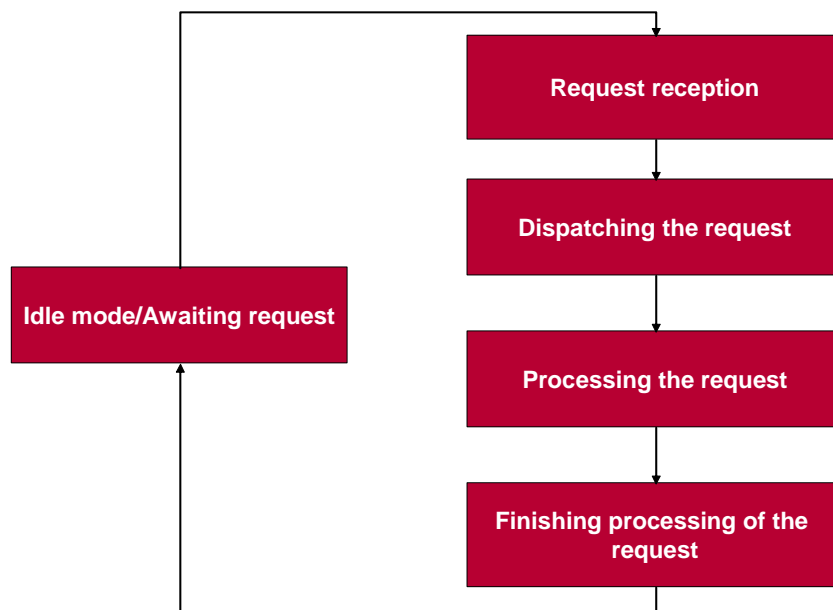 Request reception
Dispatching the request
Idle mode/Awaiting request
Processing the request
Finishing processing of the
request